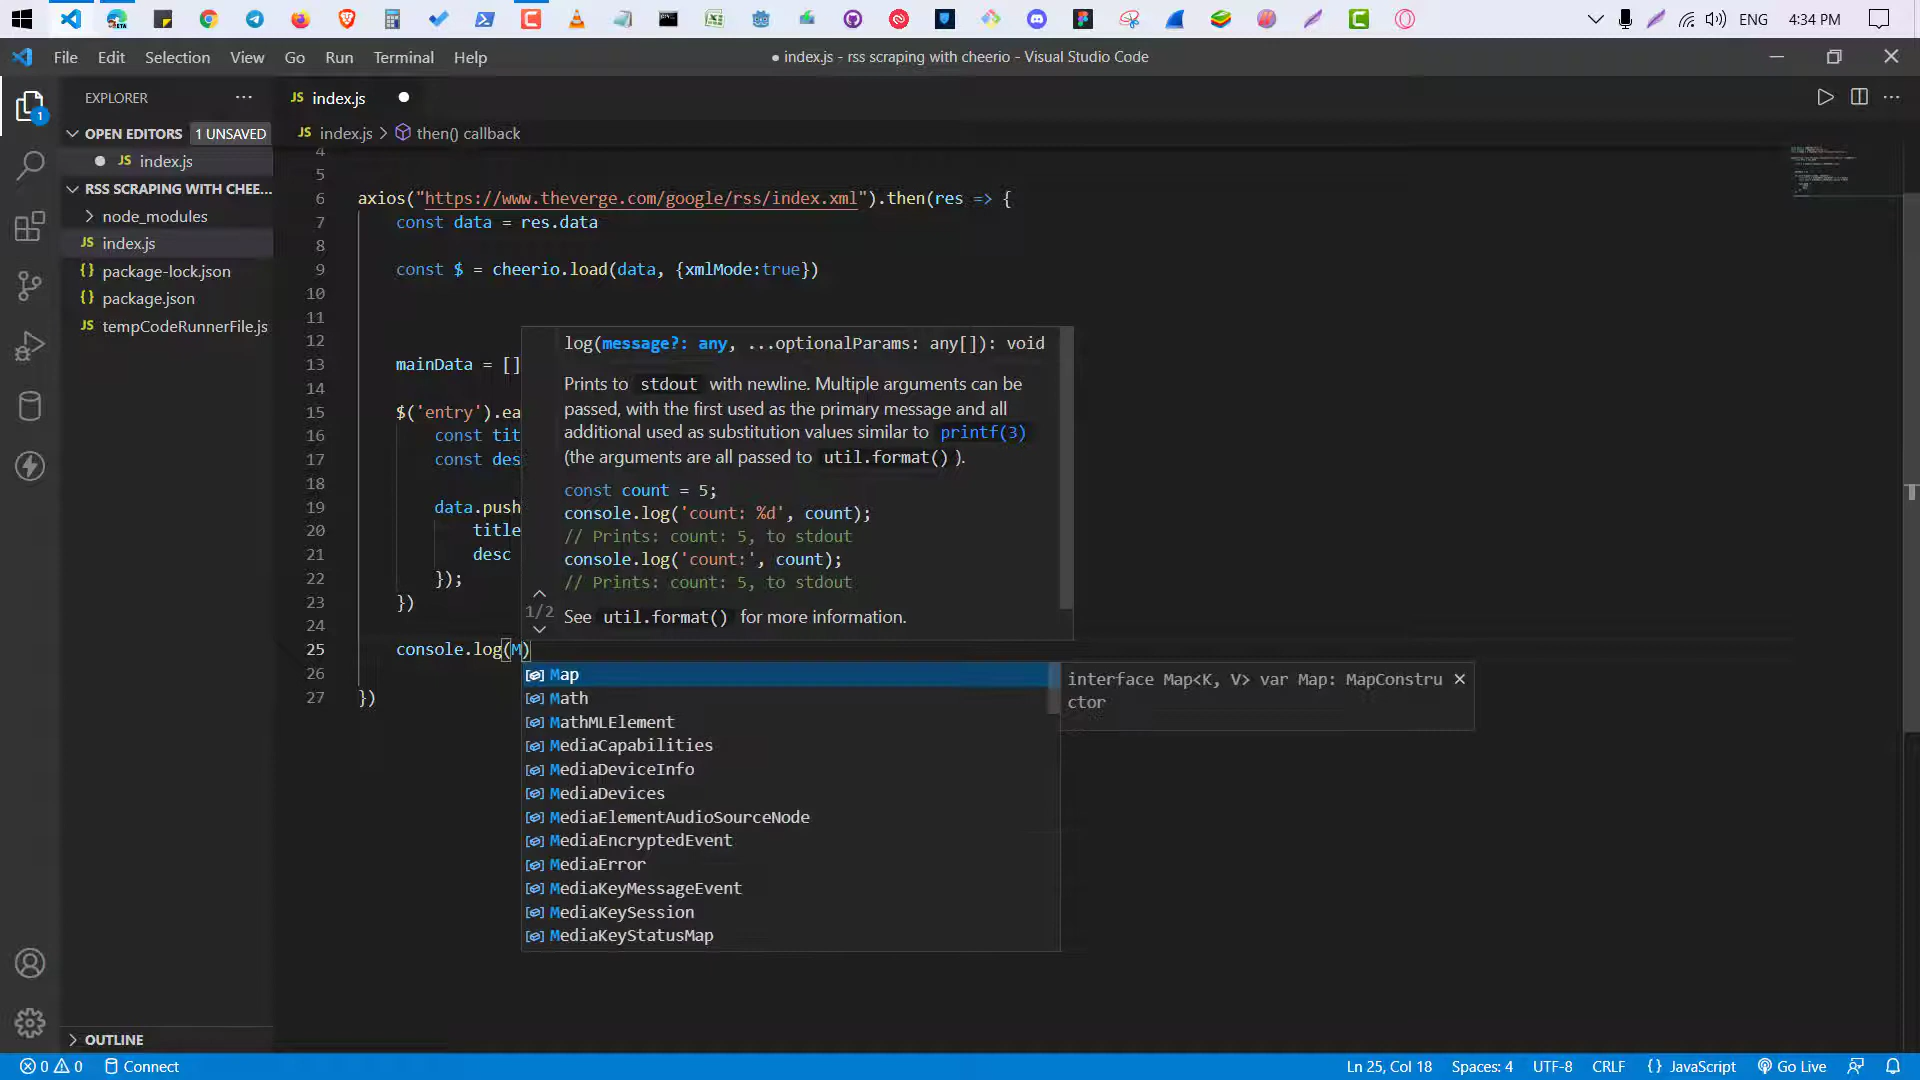 ENG
4:34 PM
File Edit Selection View Go Run Terminal Help
● index.js - rss scraping with cheerio - Visual Studio Code
EXPLORER
OPEN EDITORS 1 UNSAVED
JS index.js
RSS SCRAPING WITH CHEE...
node_modules
JS index.js
{} package-lock.json
{} package.json
JS tempCodeRunnerFile.js
OUTLINE
1
JS index.js
JS index.js > then() callback
4
5
6 axios("https://www.theverge.com/google/rss/index.xml").then(res => {
7 const data = res.data
8
9 const $ = cheerio.load(data, {xmlMode:true})
10
11
12
13 mainData = []
14
15 $('entry').ea
16 const tit
17 const des
18
19 data.push
20 title
21 desc
22 });
23 })
24
25 console.log(M)
26
27 })
log(message?: any, ...optionalParams: any[]): void
Prints to stdout with newline. Multiple arguments can be
passed, with the first used as the primary message and all
additional used as substitution values similar to printf(3)
(the arguments are all passed to util.format() ).
const count = 5;
console.log('count: %d', count);
// Prints: count: 5, to stdout
console.log('count:', count);
// Prints: count: 5, to stdout
1/2
See util.format() for more information.
Map
Math
MathMLElement
MediaCapabilities
MediaDeviceInfo
MediaDevices
MediaElementAudioSourceNode
MediaEncryptedEvent
MediaError
MediaKeyMessageEvent
MediaKeySession
MediaKeyStatusMap
interface Map<K, V> var Map: MapConstru
ctor
0 0 Connect
Ln 25, Col 18 Spaces: 4 UTF-8 CRLF {} JavaScript Go Live